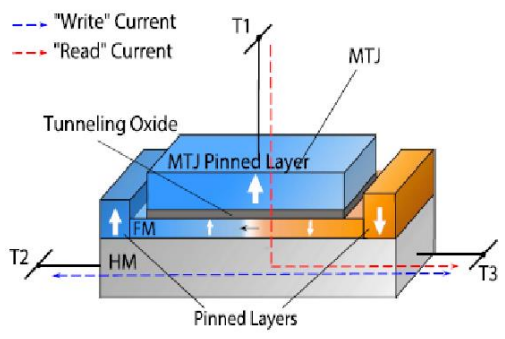 "Write" Current
"Read" Current
T1
MTJ
Tunneling Oxide
MTJ Pinned Layer
FM
T2
HM
T3
Pinned Layers